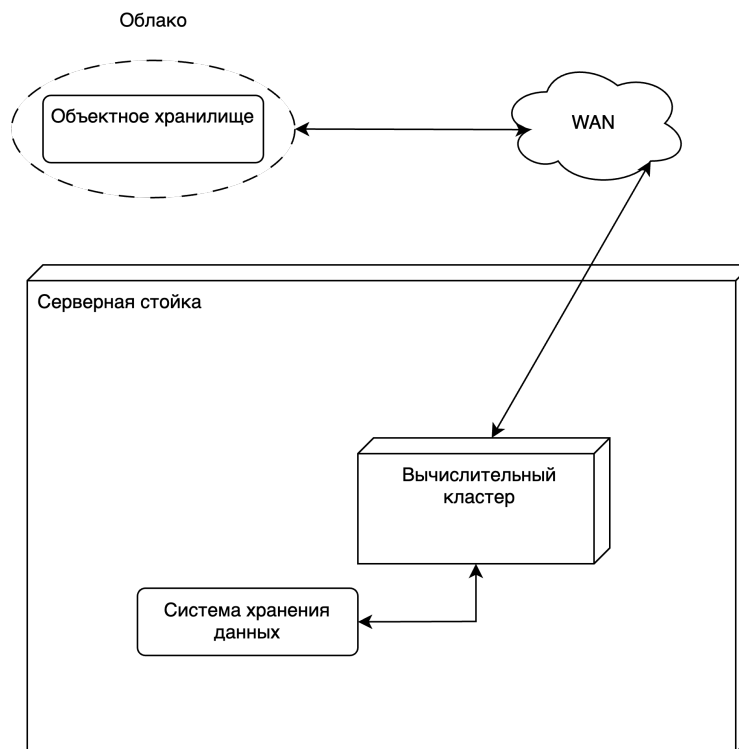 Облако
Объектное хранилище
WAN
Серверная стойка
Вычислительный
кластер
Система хранения
данных